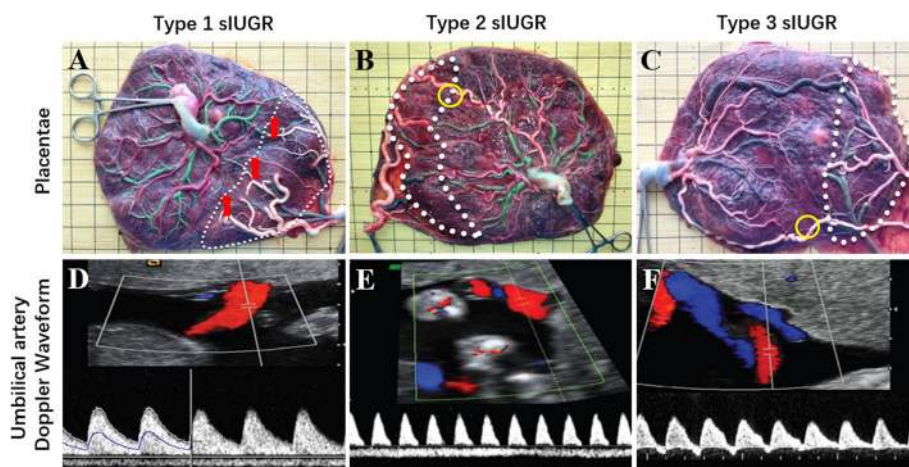 Type 1 sIUGR
Type 2 sIUGR
Type 3 sIUGR
Placentae
A
B
C
Umbilical artery
Doppler Waveform
D
E
F